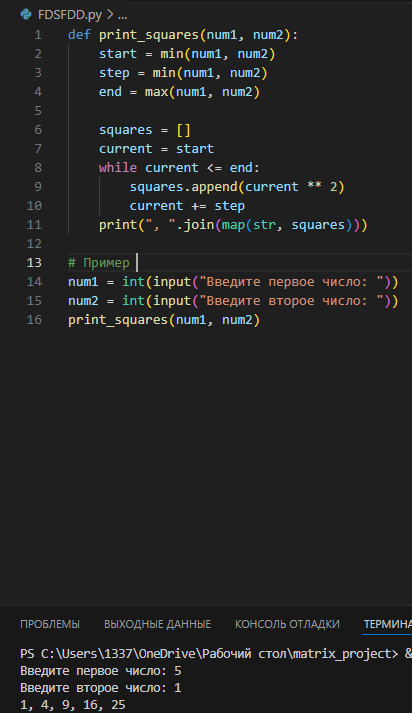 FDSFDD.py > ...
1 def print_squares(num1, num2):
2 start = min(num1, num2)
3 step = min(num1, num2)
4 end = max(num1, num2)
5
6 squares = []
7 current = start
8 while current <= end:
9 squares.append(current ** 2)
10 current += step
11 print(", ".join(map(str, squares)))
12
13 # Пример
14 num1 = int(input("Введите первое число: "))
15 num2 = int(input("Введите второе число: "))
16 print_squares(num1, num2)
ПРОБЛЕМЫ ВЫХОДНЫЕ ДАННЫЕ КОНСОЛЬ ОТЛАДКИ ТЕРМИНА
PS C:\Users\1337\OneDrive\Рабочий стол\matrix_project> &
Введите первое число: 5
Введите второе число: 1
1, 4, 9, 16, 25